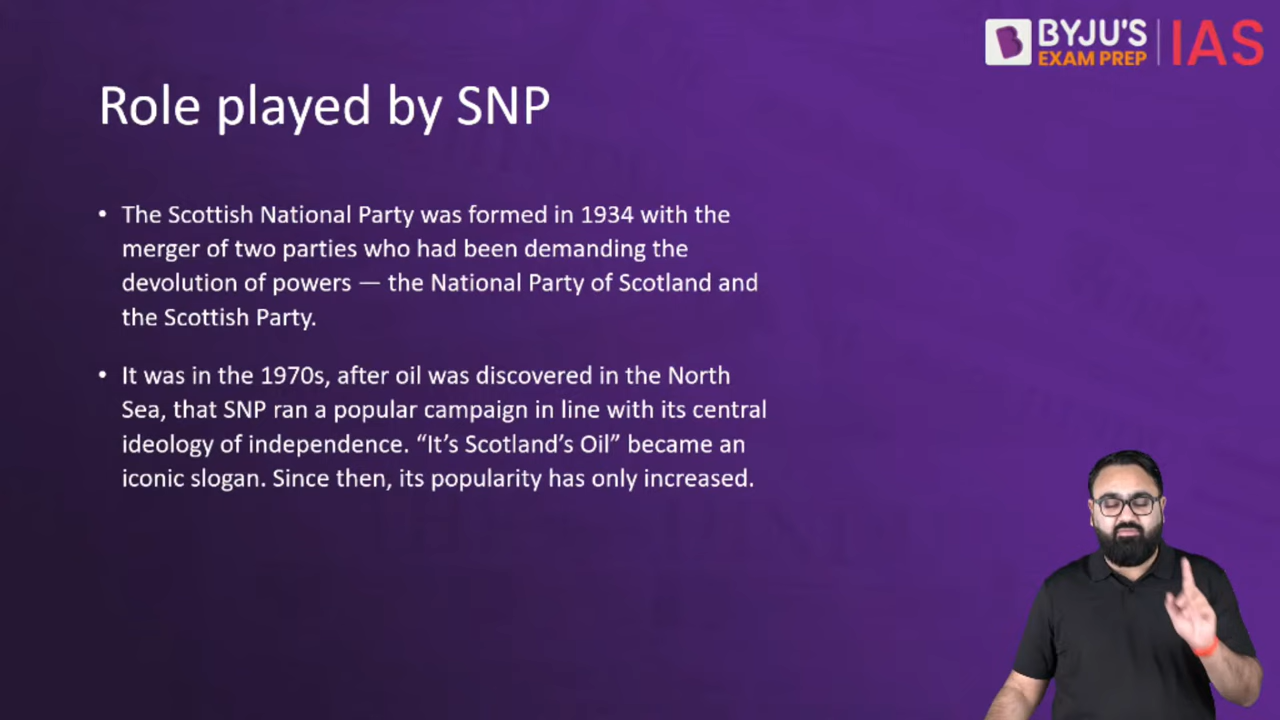 BYJU'S
EXAM PREP
IAS
Role played by SNP
• The Scottish National Party was formed in 1934 with the
merger of two parties who had been demanding the
devolution of powers — the National Party of Scotland and
the Scottish Party.
• It was in the 1970s, after oil was discovered in the North
Sea, that SNP ran a popular campaign in line with its central
ideology of independence. “It’s Scotland’s Oil” became an
iconic slogan. Since then, its popularity has only increased.